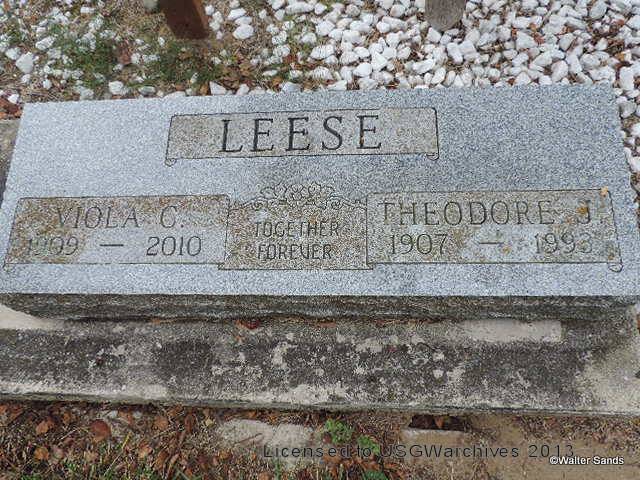 LEESE
VIOLA C.
1909 — 2010
TOGETHER
FOREVER
THEODORE J.
1907 — 1993
Licensed to USGWarchives 2013
©Walter Sands